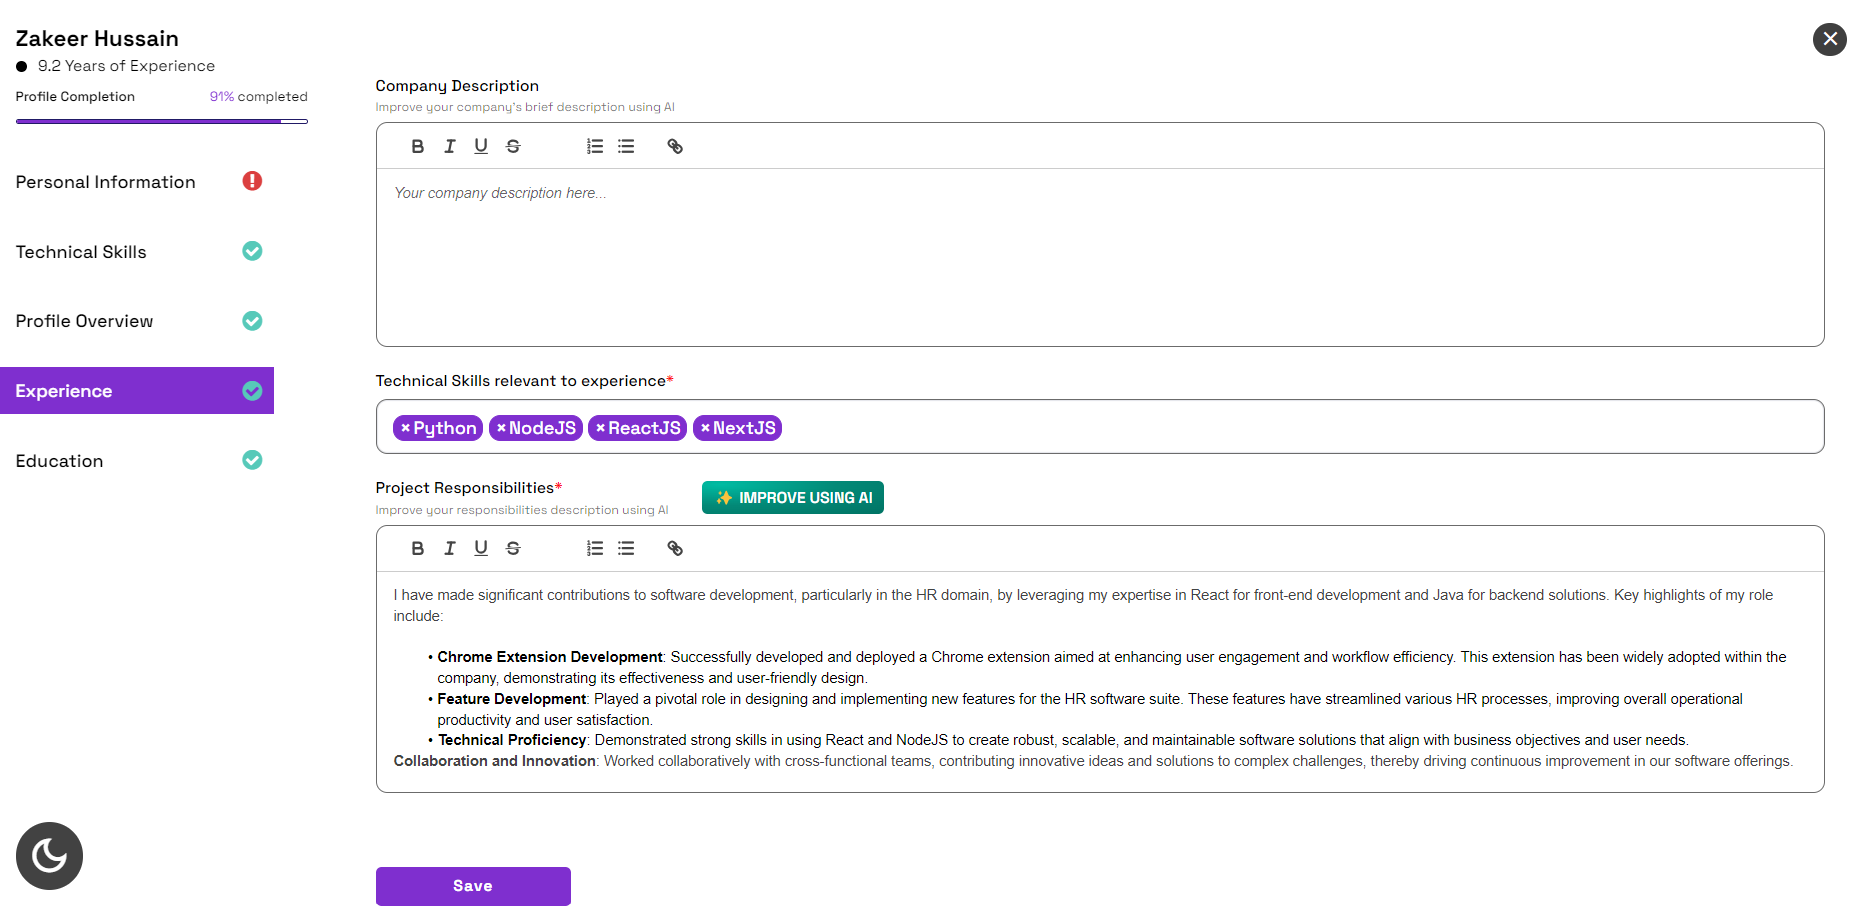 Zakeer Hussain
9.2 Years of Experience
Profile Completion 91% completed
Personal Information
Technical Skills
Profile Overview
Experience
Education
Company Description
Improve your company's brief description using AI
B I U S
Your company description here...
Technical Skills relevant to experience*
× Python × NodeJS × ReactJS × NextJS
Project Responsibilities*
Improve your responsibilities description using AI
✨ IMPROVE USING AI
B I U S
I have made significant contributions to software development, particularly in the HR domain, by leveraging my expertise in React for front-end development and Java for backend solutions. Key highlights of my role
include:
• Chrome Extension Development: Successfully developed and deployed a Chrome extension aimed at enhancing user engagement and workflow efficiency. This extension has been widely adopted within the
company, demonstrating its effectiveness and user-friendly design.
• Feature Development: Played a pivotal role in designing and implementing new features for the HR software suite. These features have streamlined various HR processes, improving overall operational
productivity and user satisfaction.
• Technical Proficiency: Demonstrated strong skills in using React and NodeJS to create robust, scalable, and maintainable software solutions that align with business objectives and user needs.
Collaboration and Innovation: Worked collaboratively with cross-functional teams, contributing innovative ideas and solutions to complex challenges, thereby driving continuous improvement in our software offerings.
Save